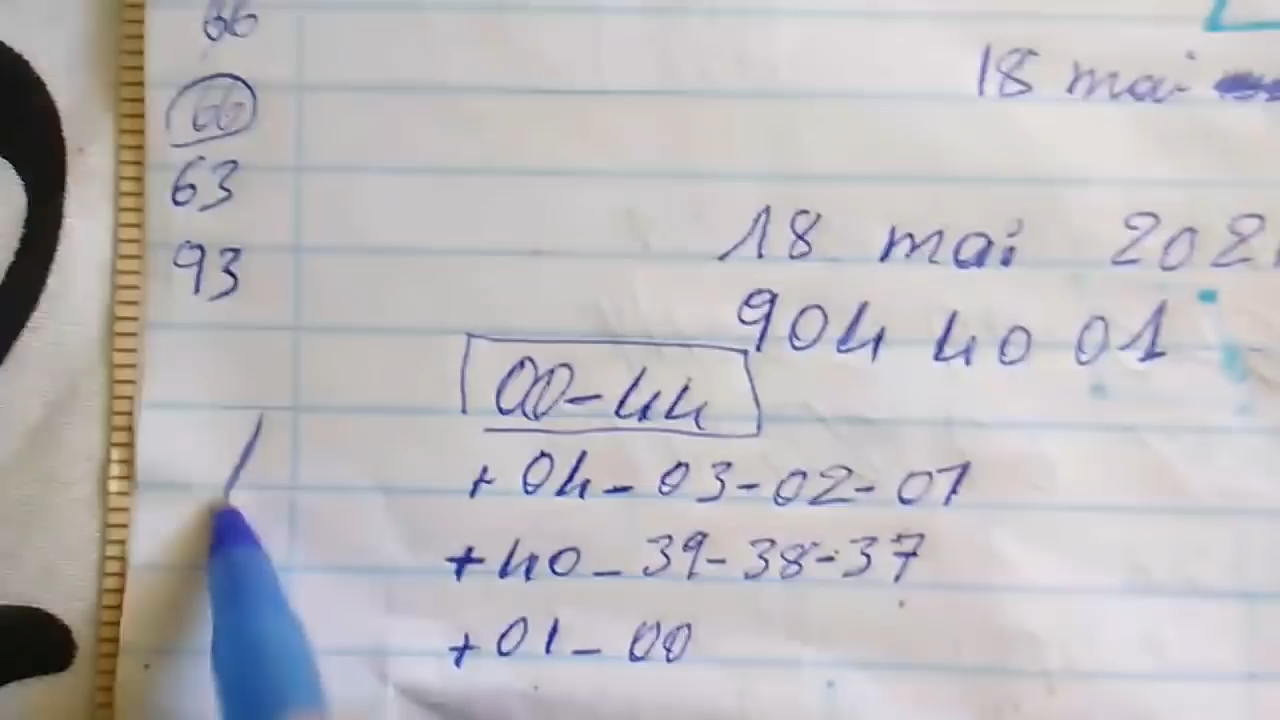 66
66
63
93
18 mai
18 mai 202
904 40 01
00-44
+04-03-02-01
+40-39-38-37
+01-00